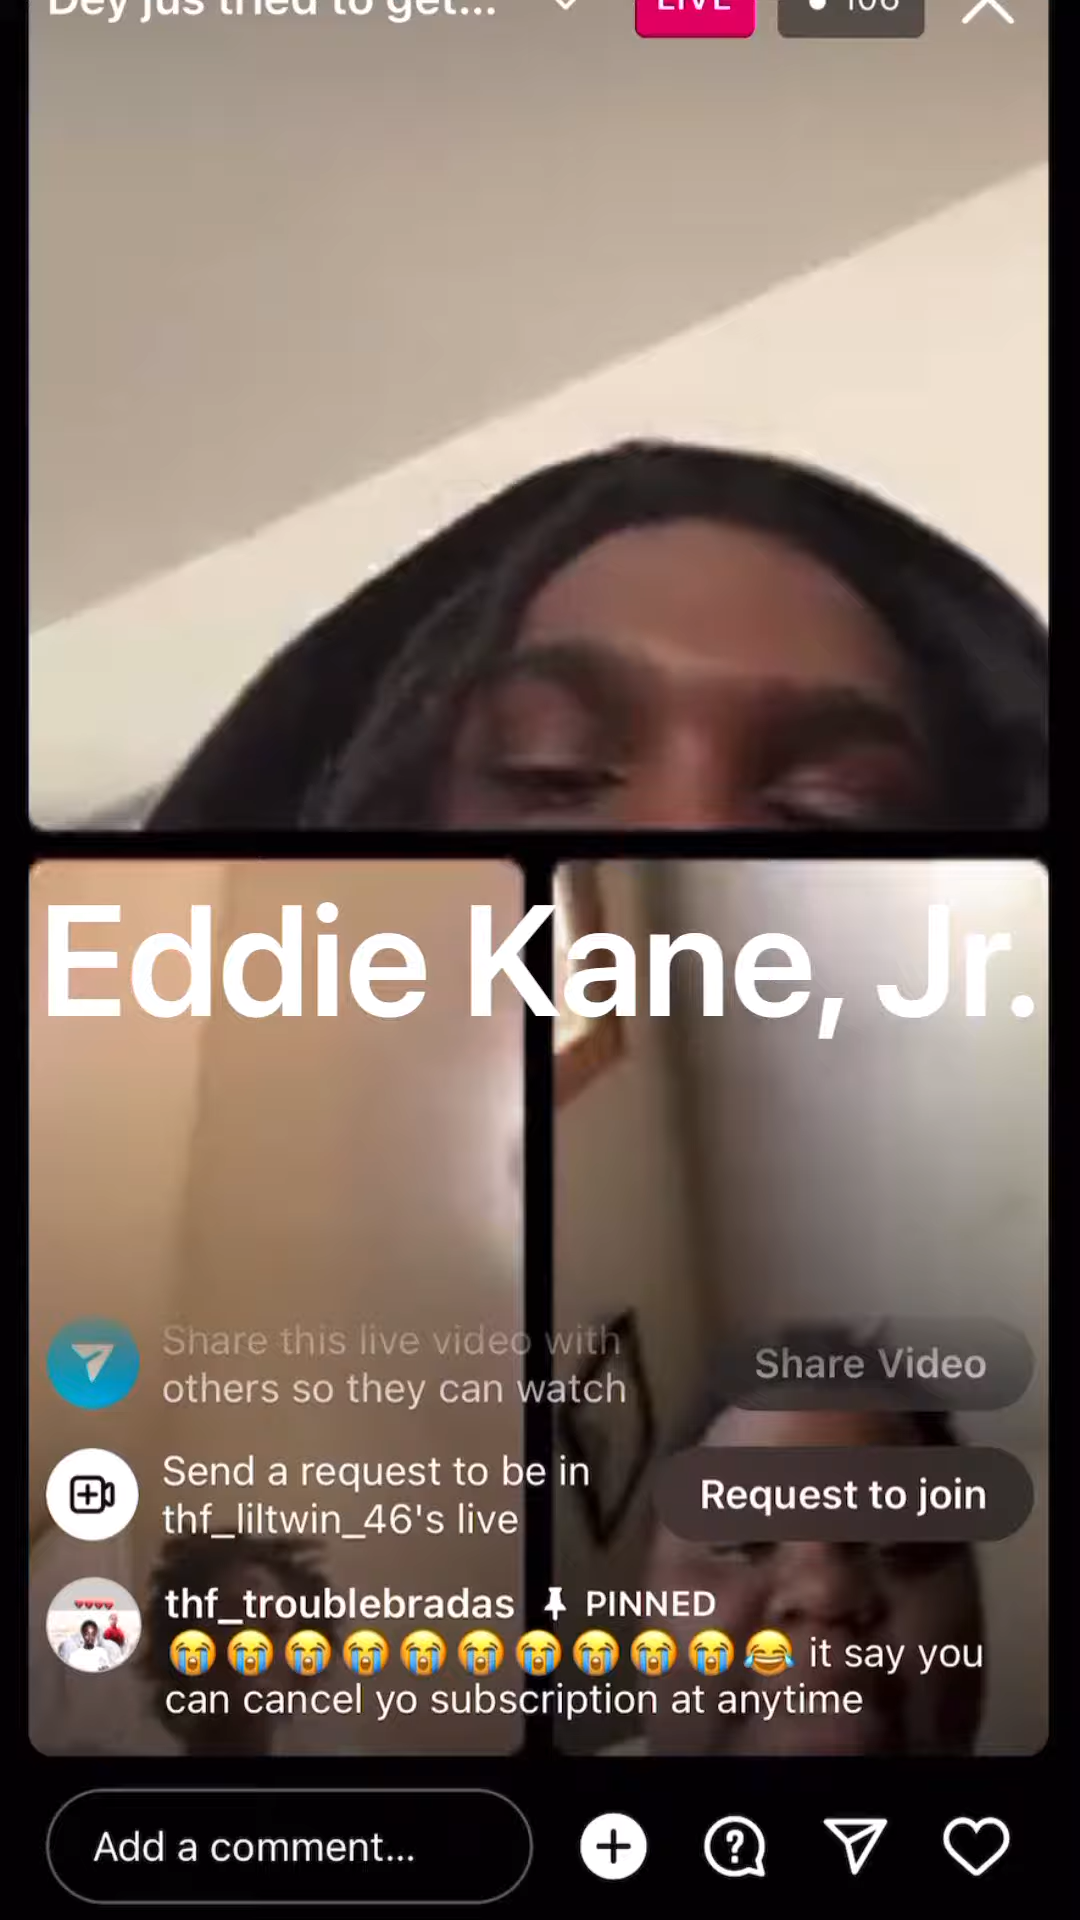 Dey jus tried to get...
LIVE
106
Eddie Kane, Jr.
Share this live video with
others so they can watch
Share Video
Send a request to be in
thf_liltwin_46's live
Request to join
thf_troublebradas PINNED
😭😭😭😭😭😭😭😭😭😭😂 it say you
can cancel yo subscription at anytime
Add a comment...